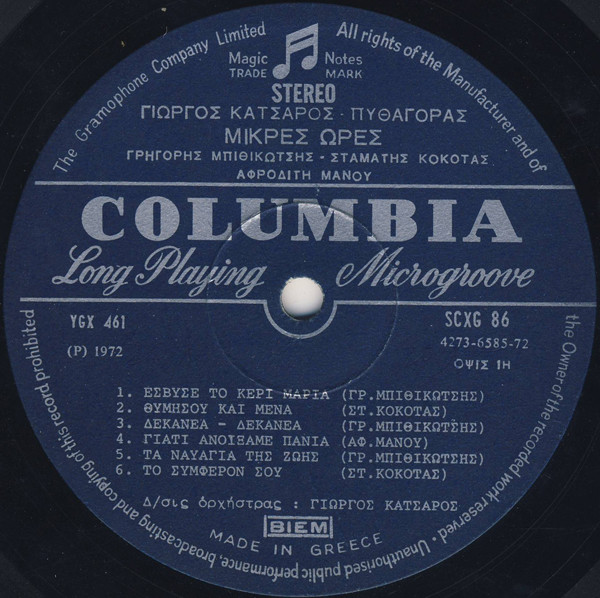 The Gramophone Company Limited
All rights of the Manufacturer and of
the Owner of the recorded work reserved · Unauthorised public performance, broadcasting and copying of this record prohibited
Magic Notes
TRADE MARK
STEREO
ΓΙΩΡΓΟΣ ΚΑΤΣΑΡΟΣ - ΠΥΘΑΓΟΡΑΣ
ΜΙΚΡΕΣ ΩΡΕΣ
ΓΡΗΓΟΡΗΣ ΜΠΙΘΙΚΩΤΣΗΣ - ΣΤΑΜΑΤΗΣ ΚΟΚΟΤΑΣ
ΑΦΡΟΔΙΤΗ ΜΑΝΟΥ
COLUMBIA
Long Playing Microgroove
YGX 461 SCXG 86
(P) 1972 4273-6585-72
ΟΨΙΣ 1Η
1. ΕΣΒΥΣΕ ΤΟ ΚΕΡΙ ΜΑΡΙΑ (ΓΡ.ΜΠΙΘΙΚΩΤΣΗΣ)
2. ΘΥΜΗΣΟΥ ΚΑΙ ΜΕΝΑ (ΣΤ.ΚΟΚΟΤΑΣ)
3. ΔΕΚΑΝΕΑ - ΔΕΚΑΝΕΑ (ΓΡ.ΜΠΙΘΙΚΩΤΣΗΣ)
4. ΓΙΑΤΙ ΑΝΟΙΞΑΜΕ ΠΑΝΙΑ (ΑΦ.ΜΑΝΟΥ)
5. ΤΑ ΝΑΥΑΓΙΑ ΤΗΣ ΖΩΗΣ (ΓΡ.ΜΠΙΘΙΚΩΤΣΗΣ)
6. ΤΟ ΣΥΜΦΕΡΟΝ ΣΟΥ (ΣΤ.ΚΟΚΟΤΑΣ)
Δ/σις ὀρχήστρας : ΓΙΩΡΓΟΣ ΚΑΤΣΑΡΟΣ
BIEM
MADE IN GREECE